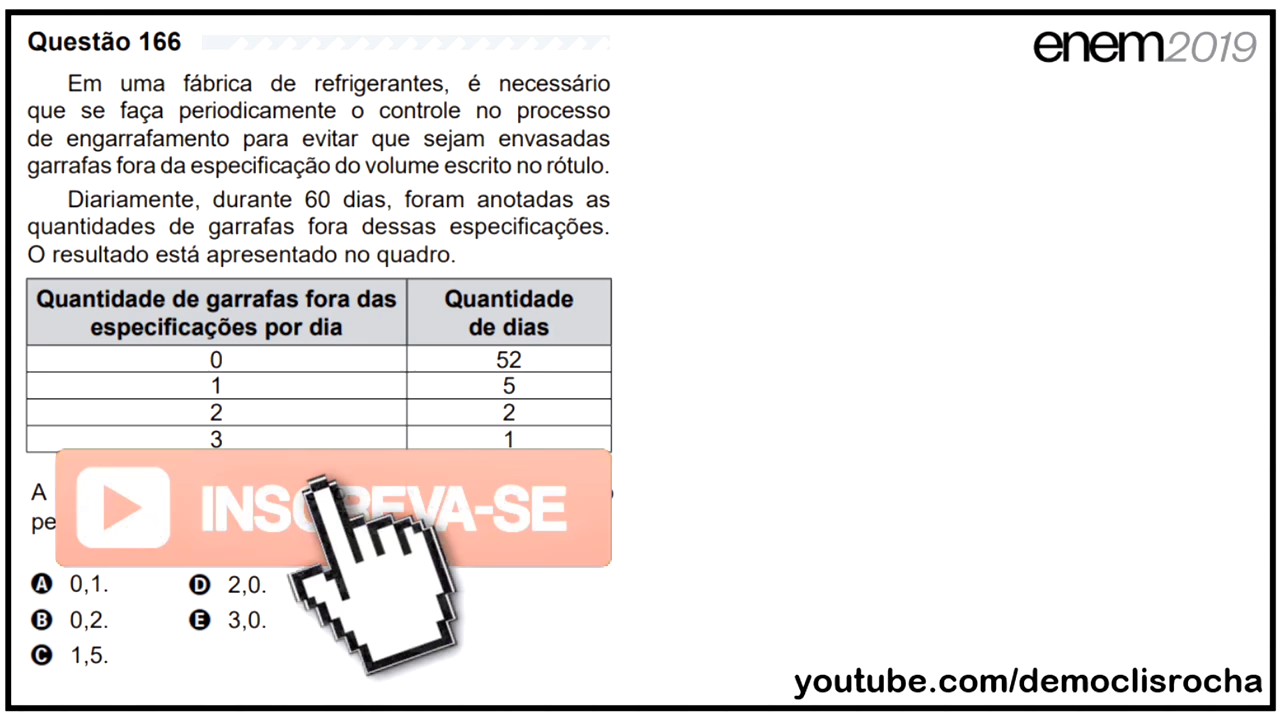 Questão 166
enem2019
Em uma fábrica de refrigerantes, é necessário
que se faça periodicamente o controle no processo
de engarrafamento para evitar que sejam envasadas
garrafas fora da especificação do volume escrito no rótulo.
Diariamente, durante 60 dias, foram anotadas as
quantidades de garrafas fora dessas especificações.
O resultado está apresentado no quadro.
Quantidade de garrafas fora das
especificações por dia
Quantidade
de dias
0 52
1 5
2 2
3 1
A
INSCREVA-SE
A 0,1.
D 2,0.
B 0,2.
E 3,0.
C 1,5.
youtube.com/democlisrocha